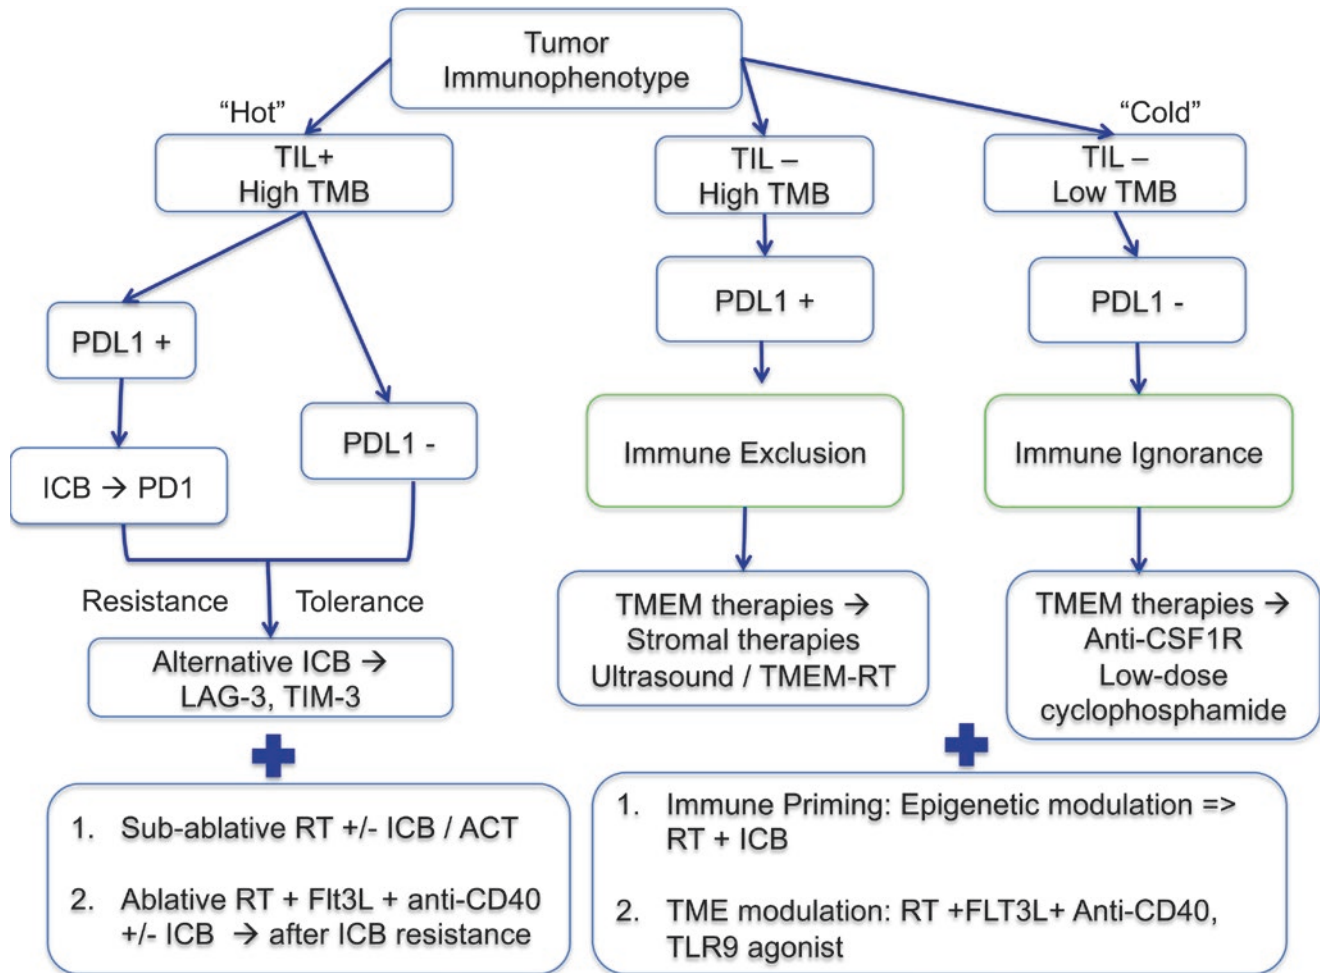 Tumor
Immunophenotype
“Hot”
“Cold”
TIL+
High TMB
TIL –
High TMB
TIL –
Low TMB
PDL1 +
PDL1 -
PDL1 +
PDL1 -
ICB → PD1
Immune Exclusion
Immune Ignorance
Resistance
Tolerance
Alternative ICB →
LAG-3, TIM-3
TMEM therapies →
Stromal therapies
Ultrasound / TMEM-RT
TMEM therapies →
Anti-CSF1R
Low-dose
cyclophosphamide
1. Sub-ablative RT +/- ICB / ACT
2. Ablative RT + Flt3L + anti-CD40
+/- ICB → after ICB resistance
1. Immune Priming: Epigenetic modulation =>
RT + ICB
2. TME modulation: RT +FLT3L+ Anti-CD40,
TLR9 agonist